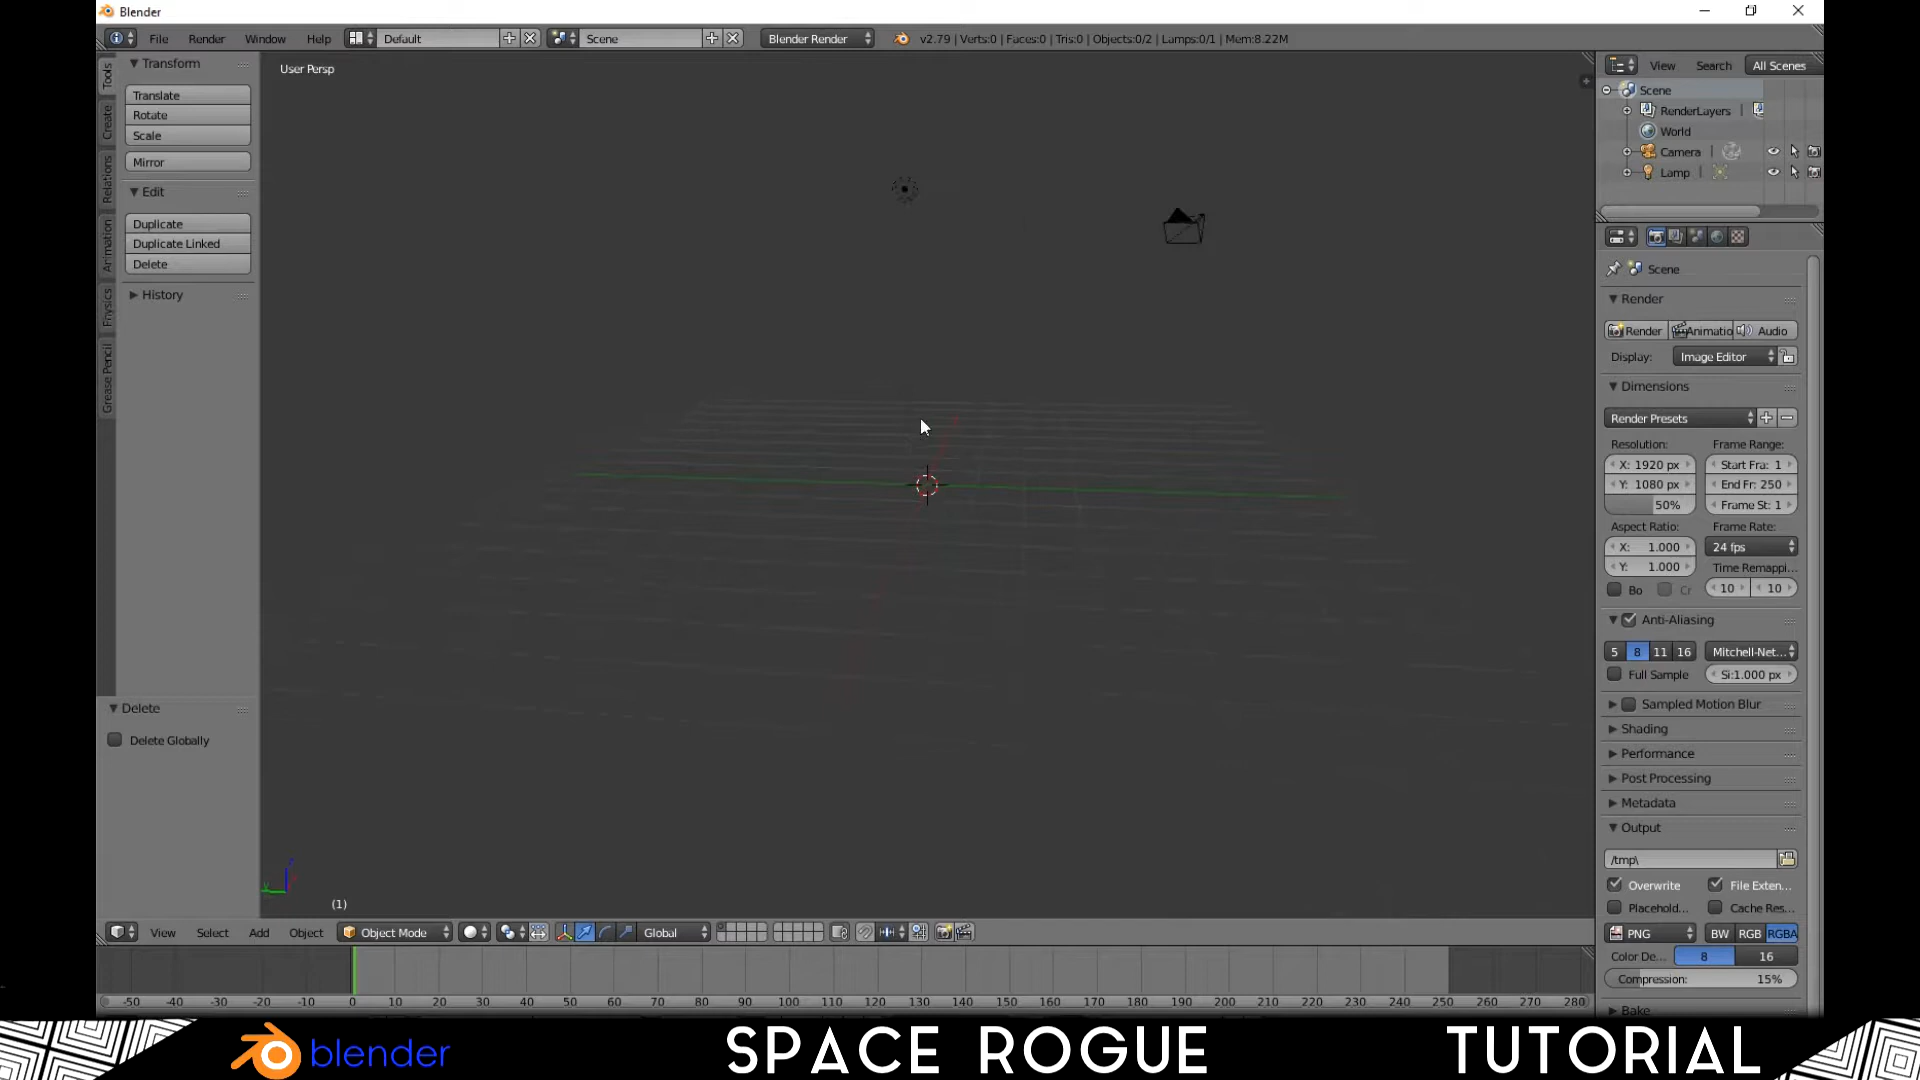 Blender
File Render Window Help Default Scene Blender Render v2.79 | Verts:0 | Faces:0 | Tris:0 | Objects:0/2 | Lamps:0/1 | Mem:8.22M
Tools
Create
Relations
Animation
Physics
Grease Pencil
Transform
Translate
Rotate
Scale
Mirror
Edit
Duplicate
Duplicate Linked
Delete
History
Delete
Delete Globally
User Persp
(1)
View Search All Scenes
Scene
RenderLayers
World
Camera
Lamp
Scene
Render
Render Animatio Audio
Display: Image Editor
Dimensions
Render Presets
Resolution: Frame Range:
X: 1920 px Start Fra: 1
Y: 1080 px End Fr: 250
50% Frame St: 1
Aspect Ratio: Frame Rate:
X: 1.000 24 fps
Y: 1.000 Time Remappi...
Bo Cr 10 10
Anti-Aliasing
5 8 11 16 Mitchell-Net...
Full Sample Si:1.000 px
Sampled Motion Blur
Shading
Performance
Post Processing
Metadata
Output
/tmp\
Overwrite File Exten...
Placehold... Cache Res...
PNG BW RGB RGBA
Color De... 8 16
Compression: 15%
Bake
View Select Add Object Object Mode Global
-50 -40 -30 -20 -10 0 10 20 30 40 50 60 70 80 90 100 110 120 130 140 150 160 170 180 190 200 210 220 230 240 250 260 270 280
blender SPACE ROGUE TUTORIAL